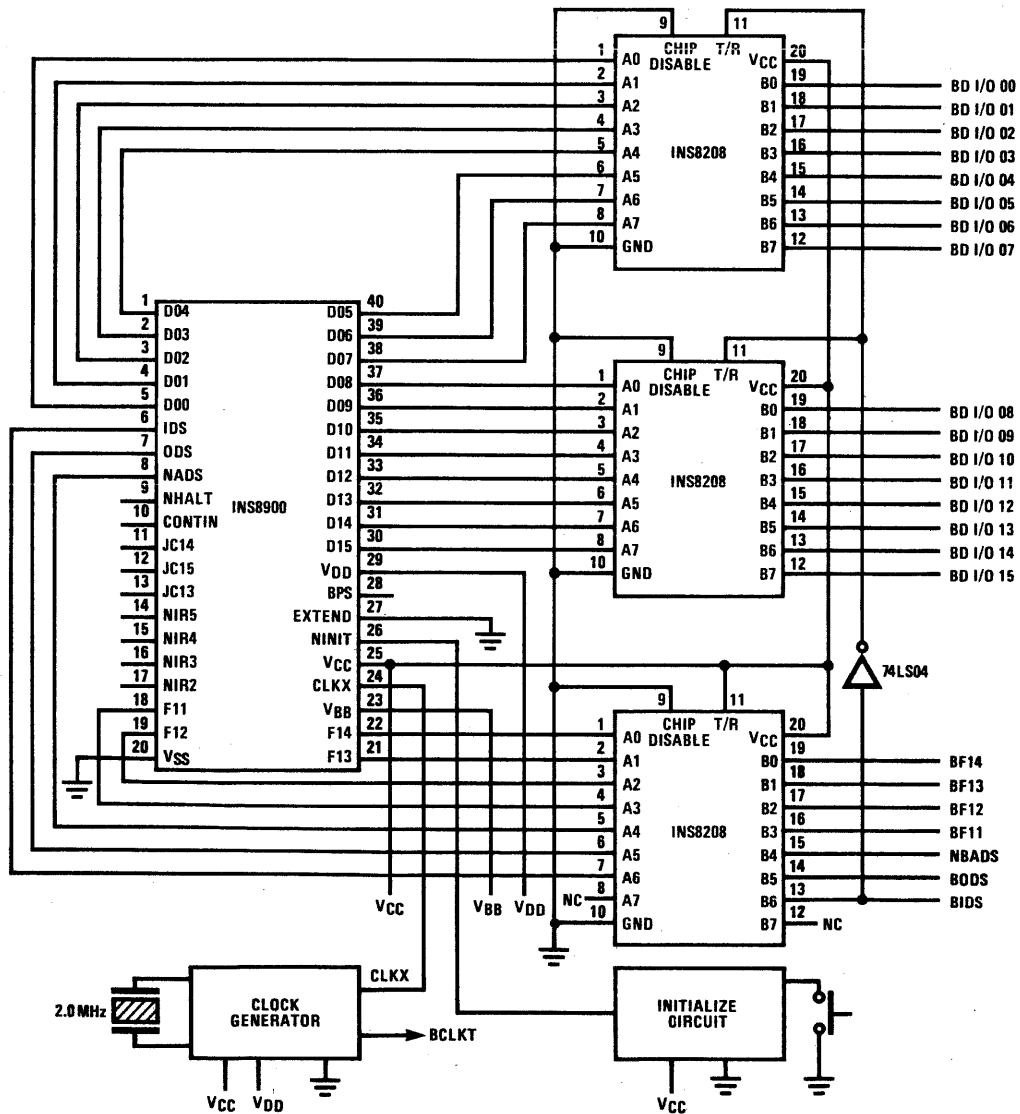 9 11
CHIP DISABLE T/R
1 A0 VCC 20
2 A1 B0 19 BD I/O 00
3 A2 B1 18 BD I/O 01
4 A3 B2 17 BD I/O 02
5 A4 INS8208 B3 16 BD I/O 03
6 A5 B4 15 BD I/O 04
7 A6 B5 14 BD I/O 05
8 A7 B6 13 BD I/O 06
10 GND B7 12 BD I/O 07
1 D04 D05 40
2 D03 D06 39
3 D02 D07 38
4 D01 D08 37
5 D00 D09 36
6 IDS D10 35
7 ODS D11 34
8 NADS D12 33
9 NHALT INS8900 D13 32
10 CONTIN D14 31
11 JC14 D15 30
12 JC15 VDD 29
13 JC13 BPS 28
14 NIR5 EXTEND 27
15 NIR4 NINIT 26
16 NIR3 VCC 25
17 NIR2 CLKX 24
18 F11 VBB 23
19 F12 F14 22
20 VSS F13 21
9 11
CHIP DISABLE T/R
1 A0 VCC 20
2 A1 B0 19 BD I/O 08
3 A2 B1 18 BD I/O 09
4 A3 B2 17 BD I/O 10
5 A4 INS8208 B3 16 BD I/O 11
6 A5 B4 15 BD I/O 12
7 A6 B5 14 BD I/O 13
8 A7 B6 13 BD I/O 14
10 GND B7 12 BD I/O 15
74LS04
9 11
CHIP DISABLE T/R
1 A0 VCC 20
2 A1 B0 19 BF14
3 A2 B1 18 BF13
4 A3 B2 17 BF12
5 A4 INS8208 B3 16 BF11
6 A5 B4 15 NBADS
7 A6 B5 14 BODS
NC 8 A7 B6 13 BIDS
10 GND B7 12 NC
VCC VBB VDD
2.0 MHz
CLOCK
GENERATOR
CLKX
BCLKT
VCC VDD
INITIALIZE
CIRCUIT
VCC